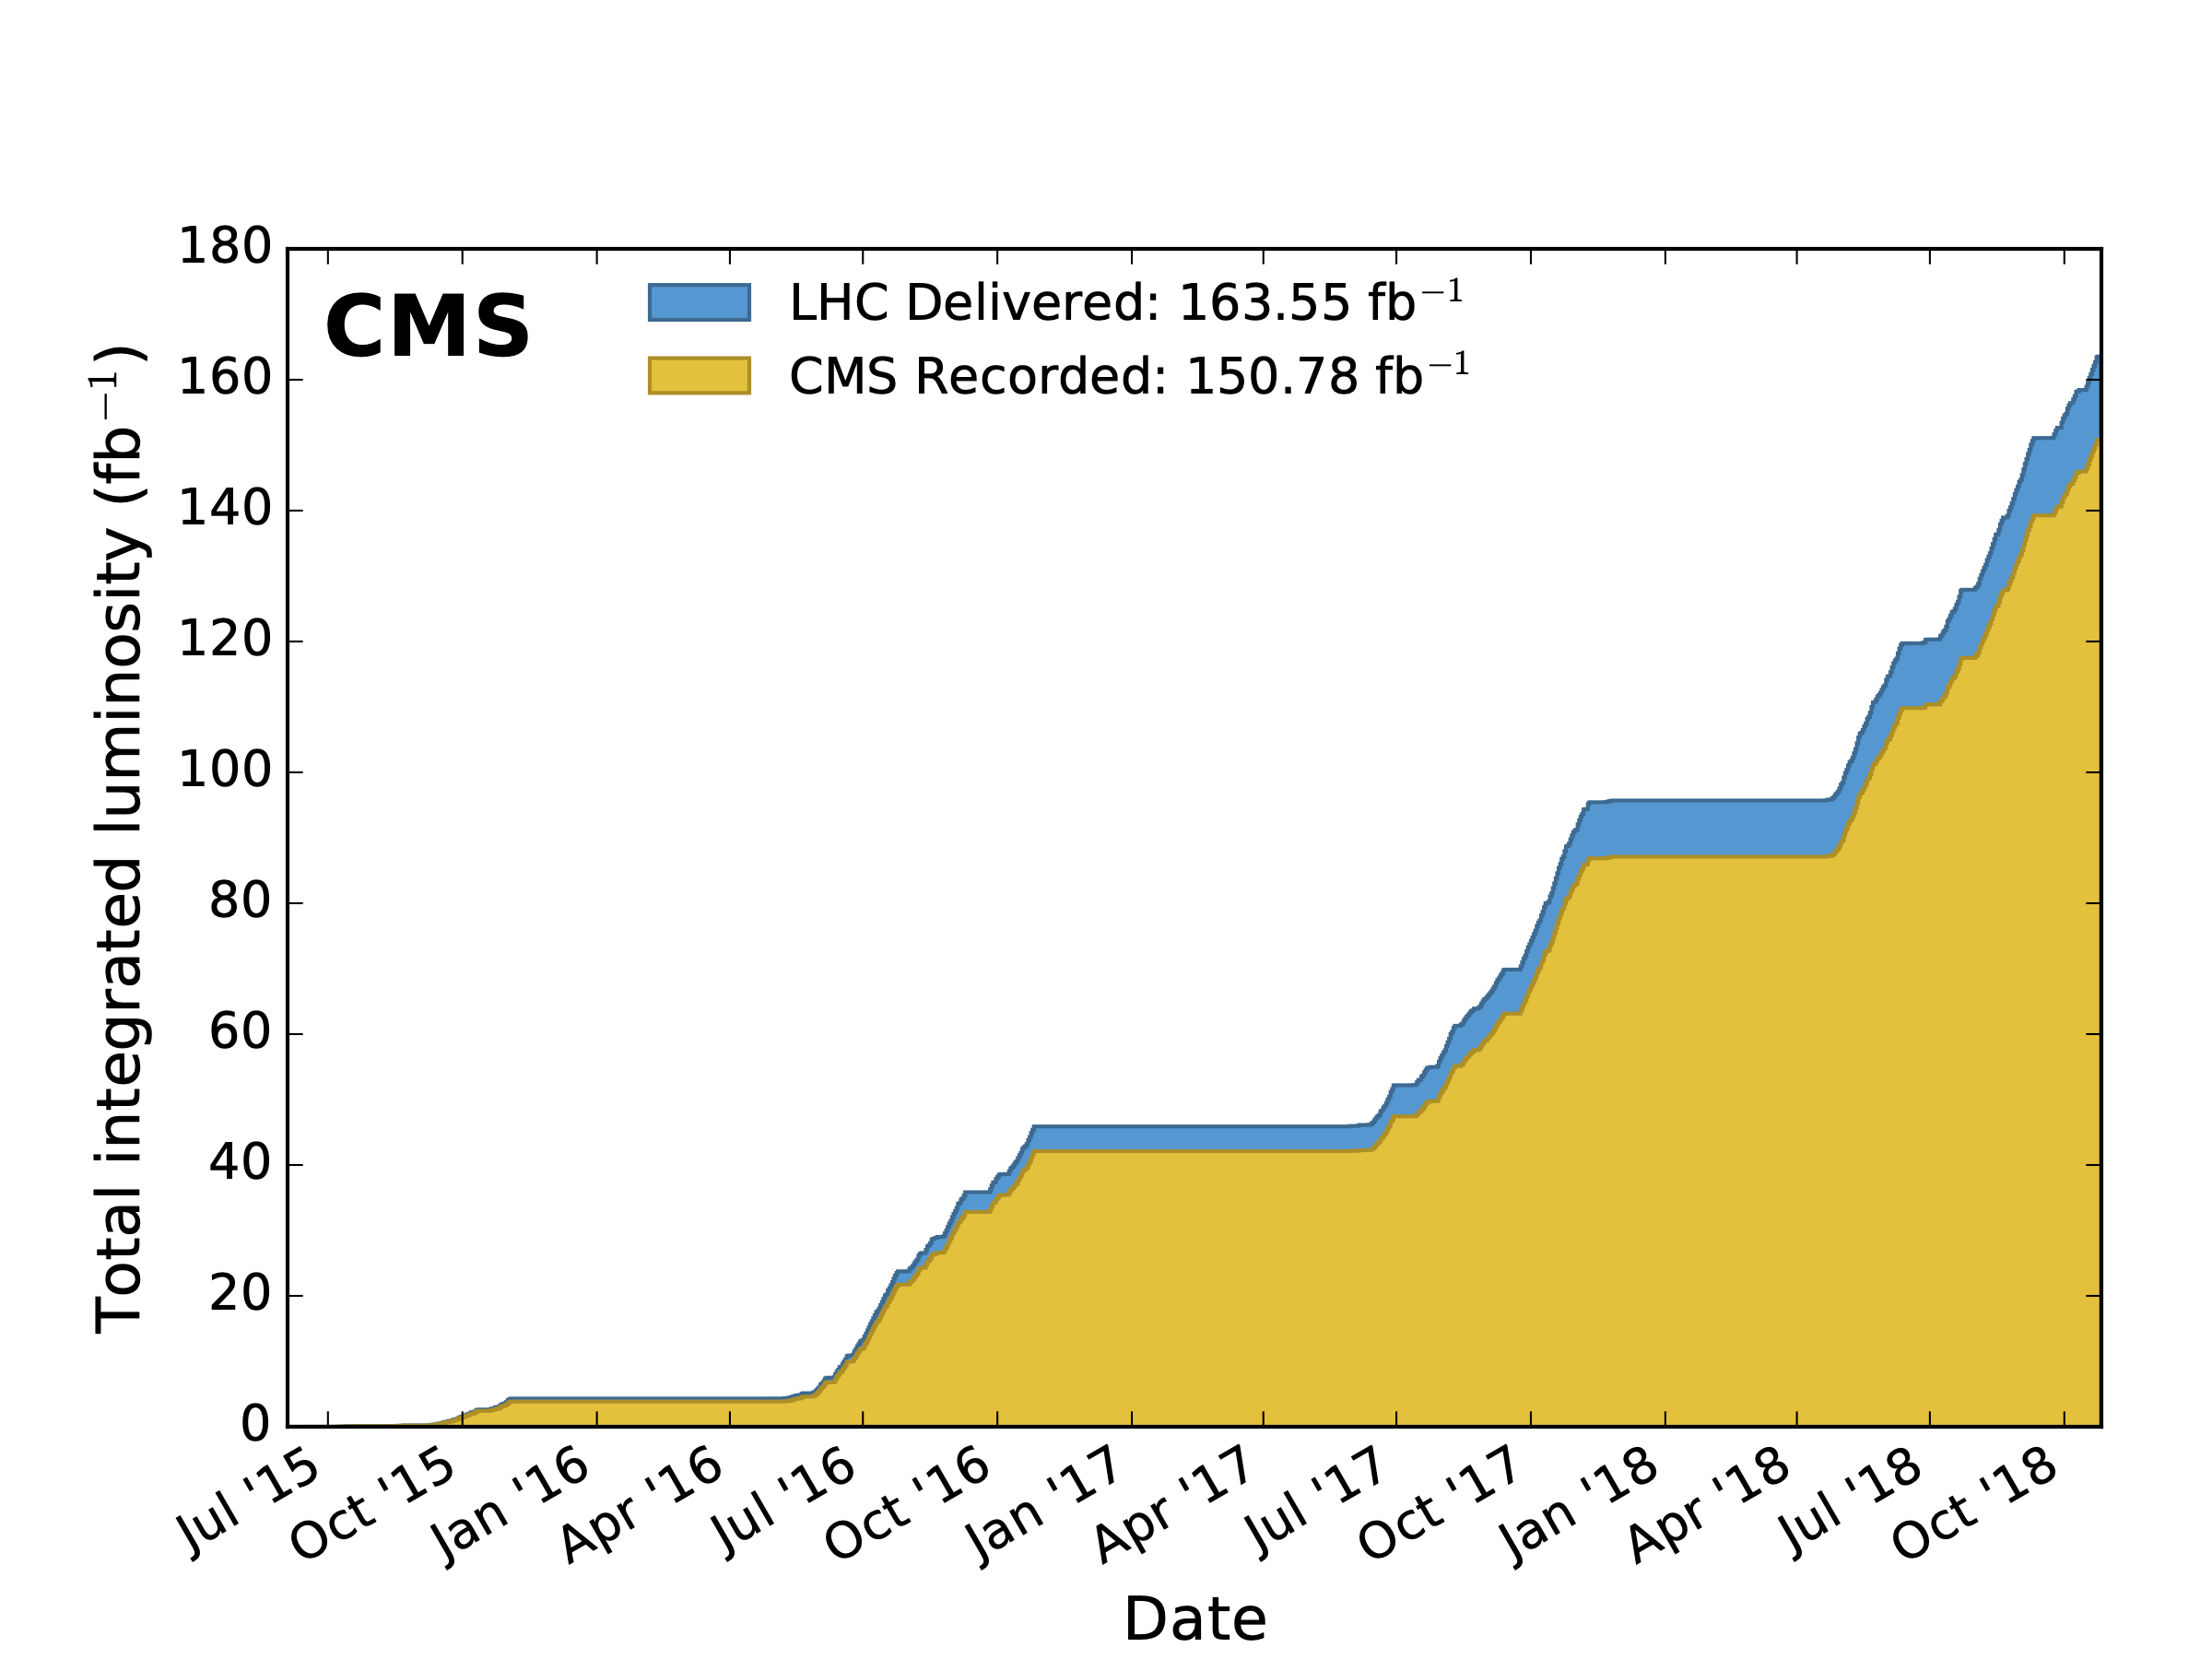 CMS
LHC Delivered: 163.55 fb⁻¹
CMS Recorded: 150.78 fb⁻¹
Total integrated luminosity (fb⁻¹)
180
160
140
120
100
80
60
40
20
0
Jul '15
Oct '15
Jan '16
Apr '16
Jul '16
Oct '16
Jan '17
Apr '17
Jul '17
Oct '17
Jan '18
Apr '18
Jul '18
Oct '18
Date